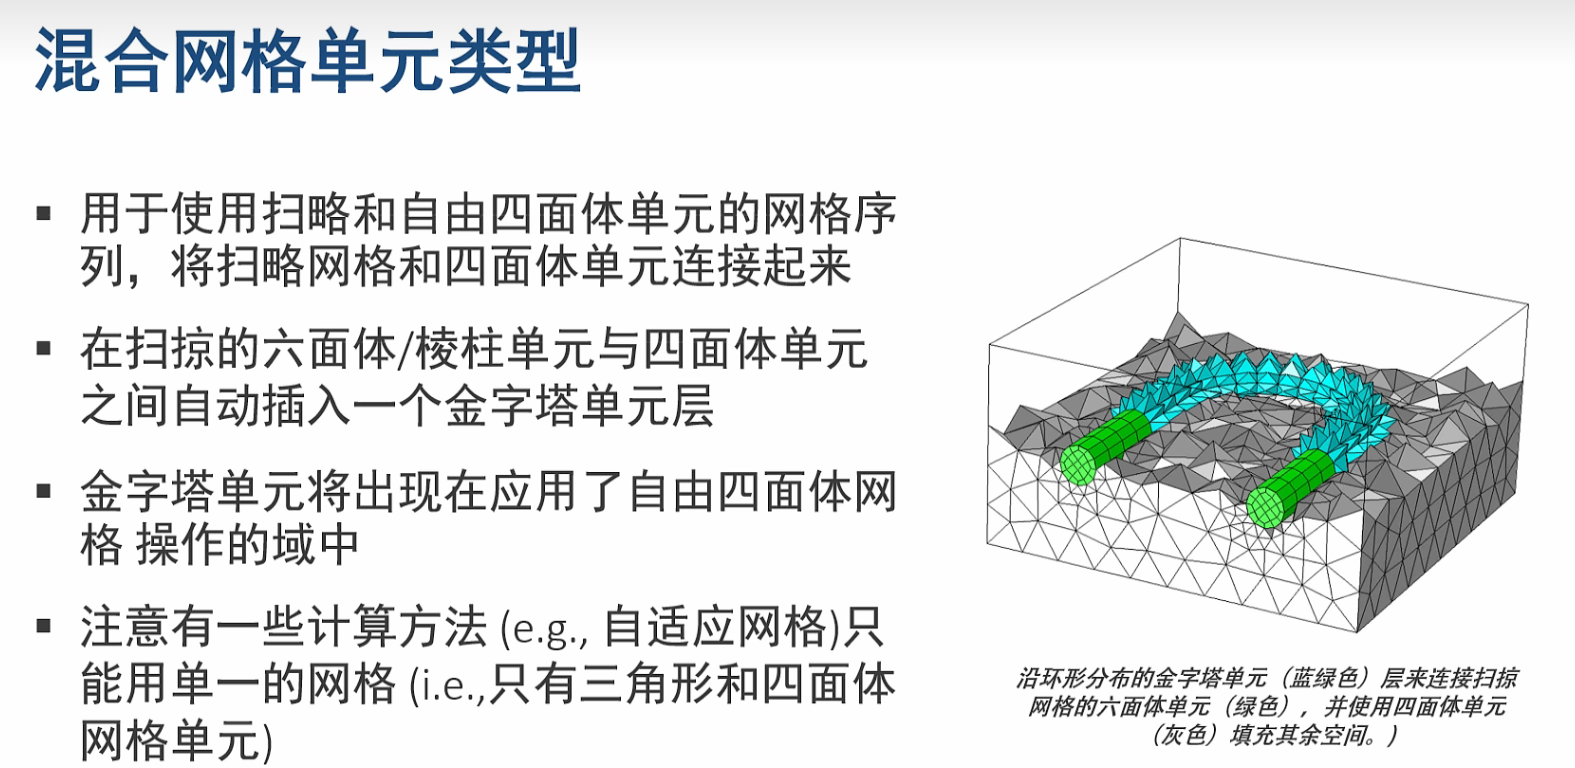 混合网格单元类型
▪ 用于使用扫略和自由四面体单元的网格序
列，将扫略网格和四面体单元连接起来
▪ 在扫掠的六面体/棱柱单元与四面体单元
之间自动插入一个金字塔单元层
▪ 金字塔单元将出现在应用了自由四面体网
格 操作的域中
▪ 注意有一些计算方法 (e.g., 自适应网格)只
能用单一的网格 (i.e.,只有三角形和四面体
网格单元)
沿环形分布的金字塔单元（蓝绿色）层来连接扫掠
网格的六面体单元（绿色），并使用四面体单元
（灰色）填充其余空间。)